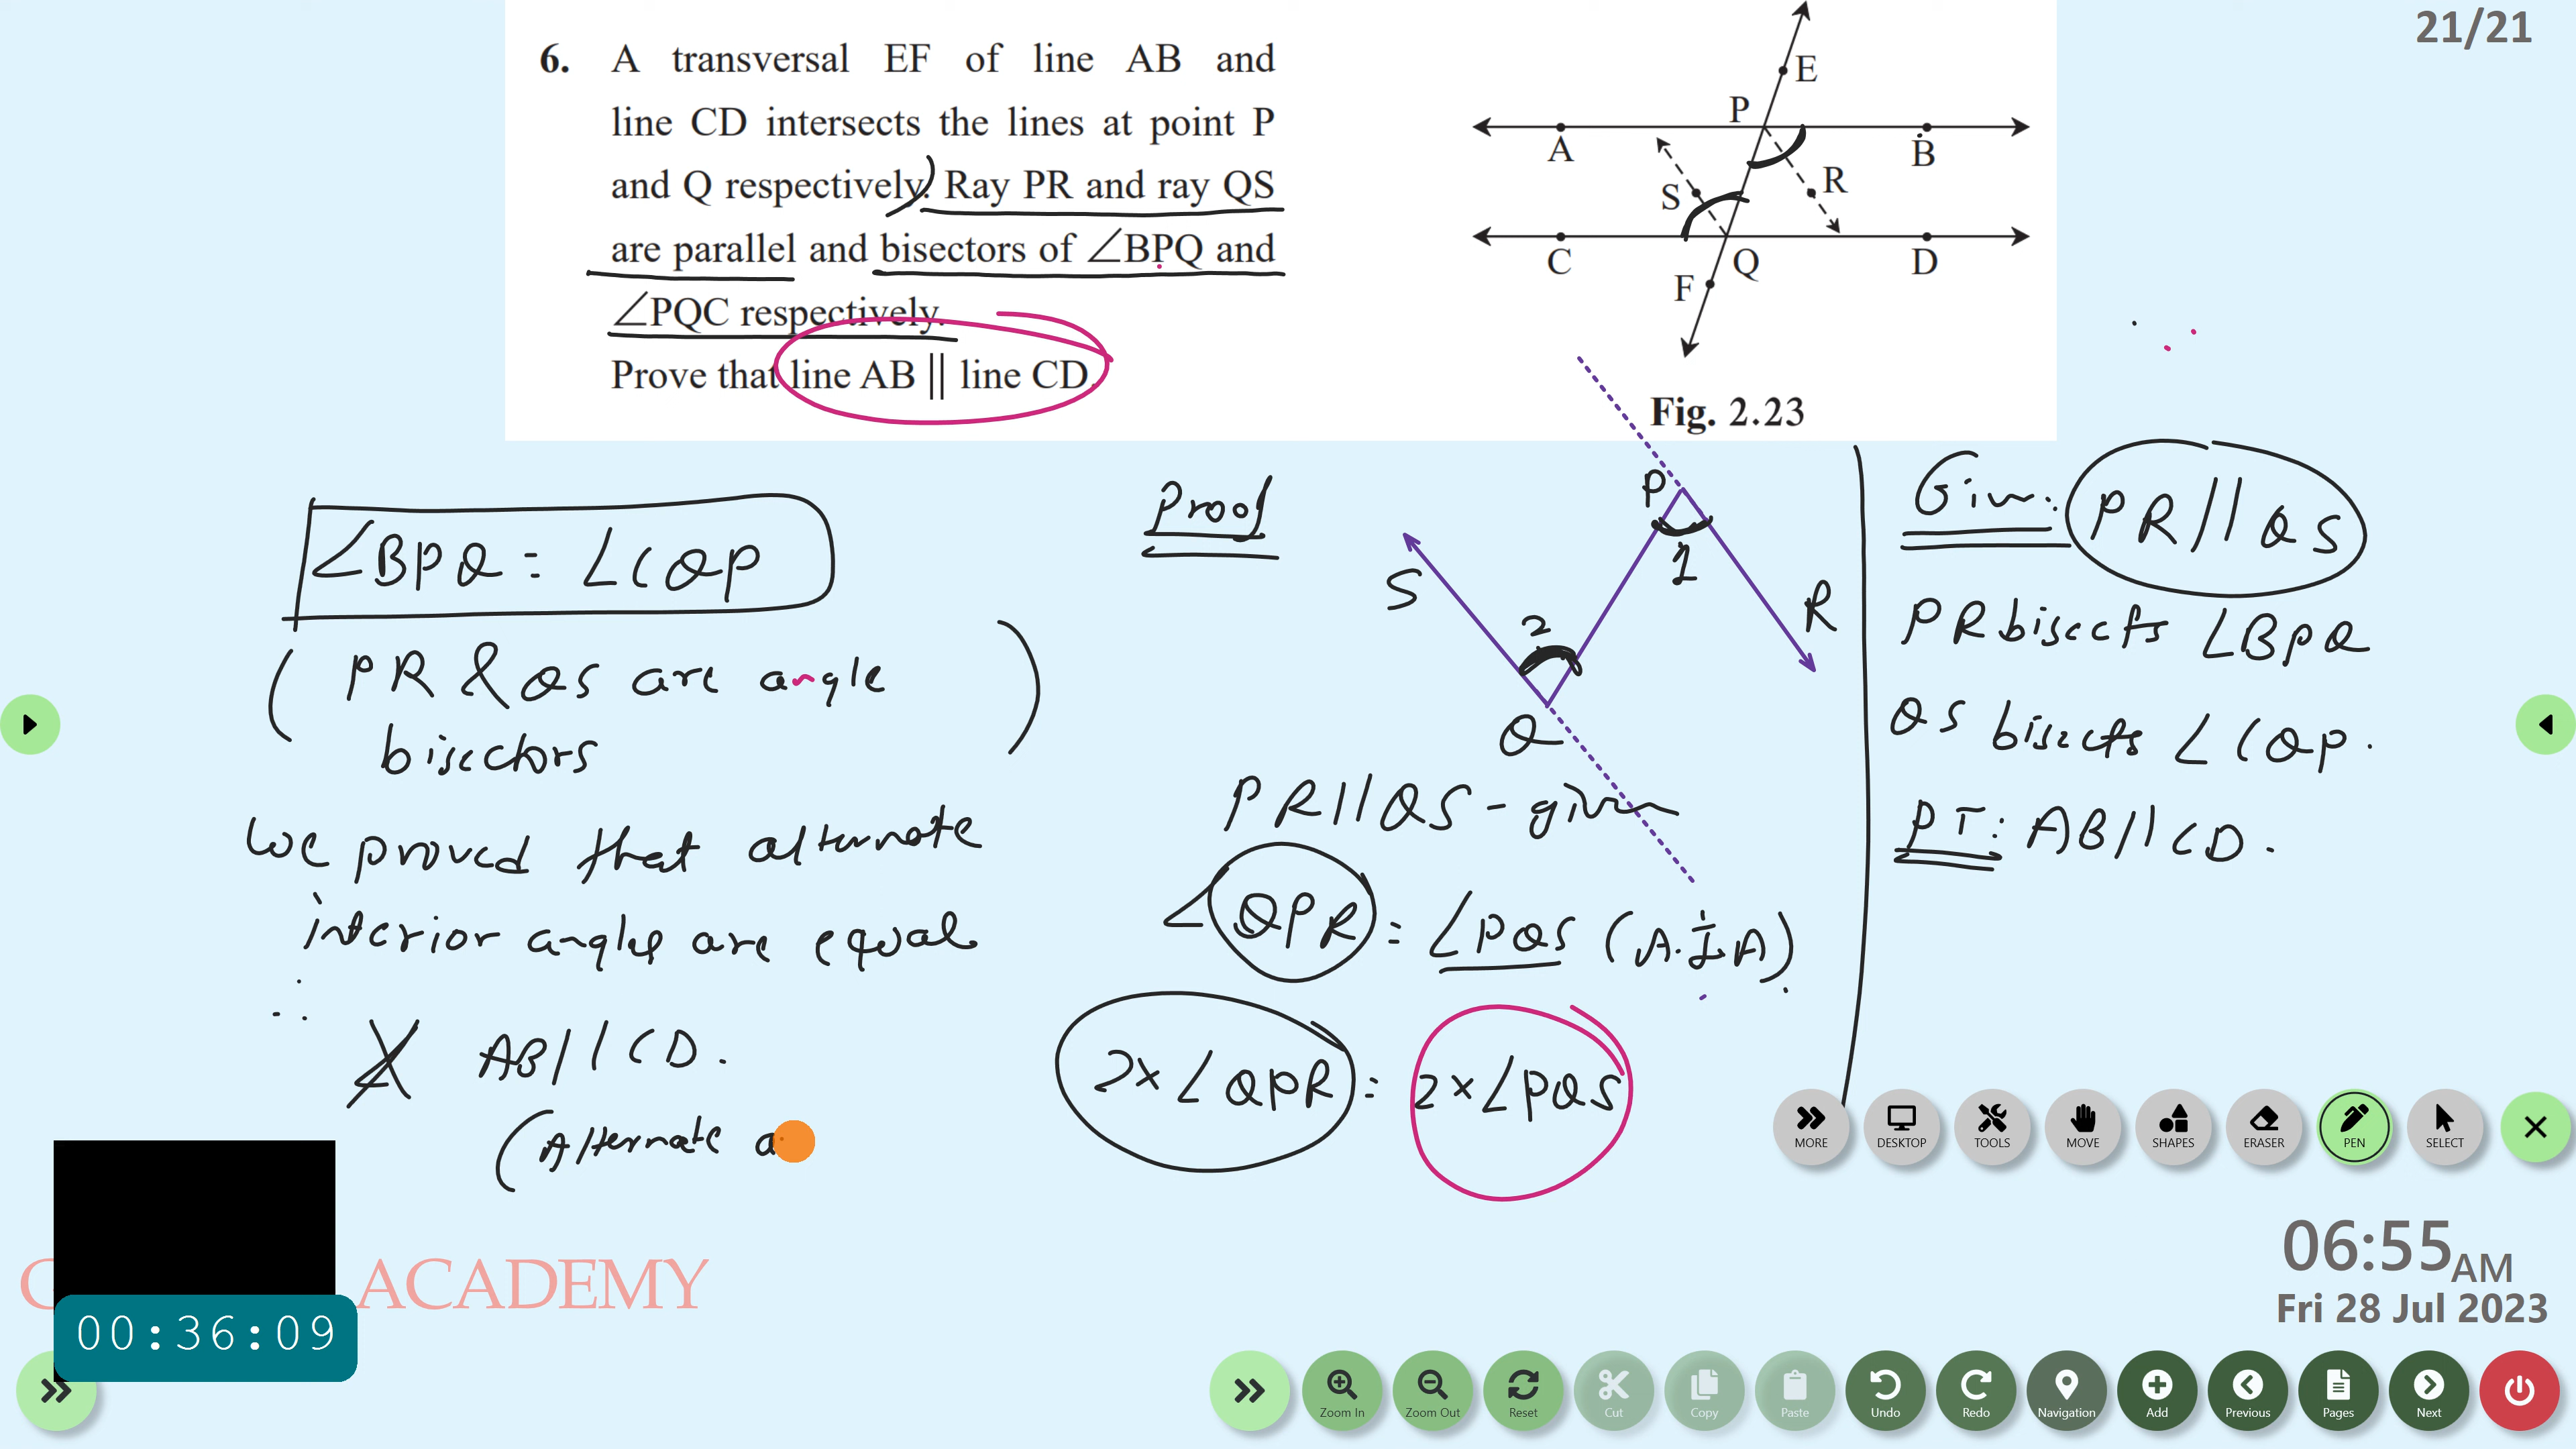 21/21
6. A transversal EF of line AB and
line CD intersects the lines at point P
and Q respectively. Ray PR and ray QS
are parallel and bisectors of ∠BPQ and
∠PQC respectively.
Prove that line AB || line CD.
E
P
A
B
S
R
C
Q
D
F
Fig. 2.23
∠BPQ = ∠CQP
( PR & QS are angle )
bisectors
We proved that alternate
interior angles are equal
∴ AB // CD.
(Alternate a
Proof
P
1
S
R
2
Q
PR // QS - given
∠QPR = ∠PQS (A.I.A)
2 x ∠QPR = 2 x ∠PQS
Given: PR // QS
PR bisects ∠BPQ
QS bisects ∠CQP.
PT: AB // CD.
MORE
DESKTOP
TOOLS
MOVE
SHAPES
ERASER
PEN
SELECT
C
ACADEMY
00:36:09
06:55 AM
Fri 28 Jul 2023
Zoom In
Zoom Out
Reset
Cut
Copy
Paste
Undo
Redo
Navigation
Add
Previous
Pages
Next